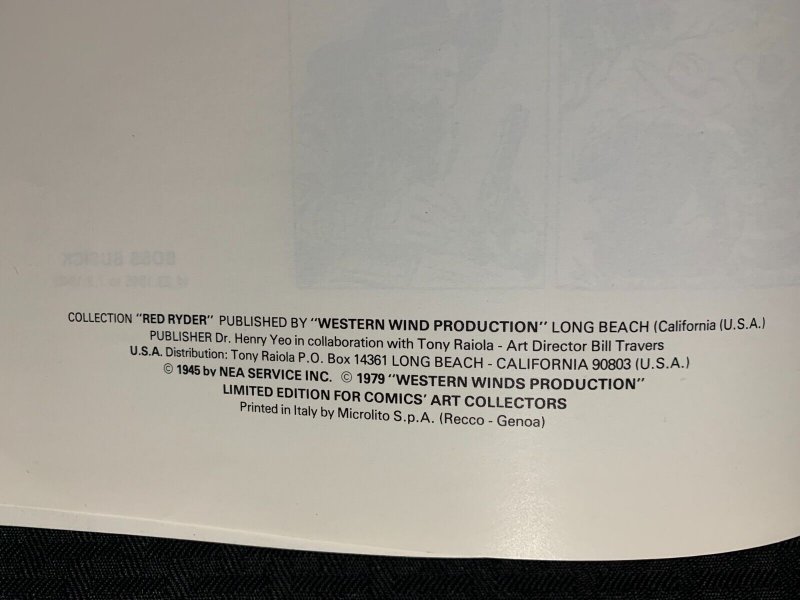 COLLECTION "RED RYDER" PUBLISHED BY "WESTERN WIND PRODUCTION" LONG BEACH (California (U.S.A.)
PUBLISHER Dr. Henry Yeo in collaboration with Tony Raiola - Art Director Bill Travers
U.S.A. Distribution: Tony Raiola P.O. Box 14361 LONG BEACH - CALIFORNIA 90803 (U.S.A.)
© 1945 by NEA SERVICE INC. © 1979 "WESTERN WINDS PRODUCTION"
LIMITED EDITION FOR COMICS' ART COLLECTORS
Printed in Italy by Microlito S.p.A. (Recco - Genoa)